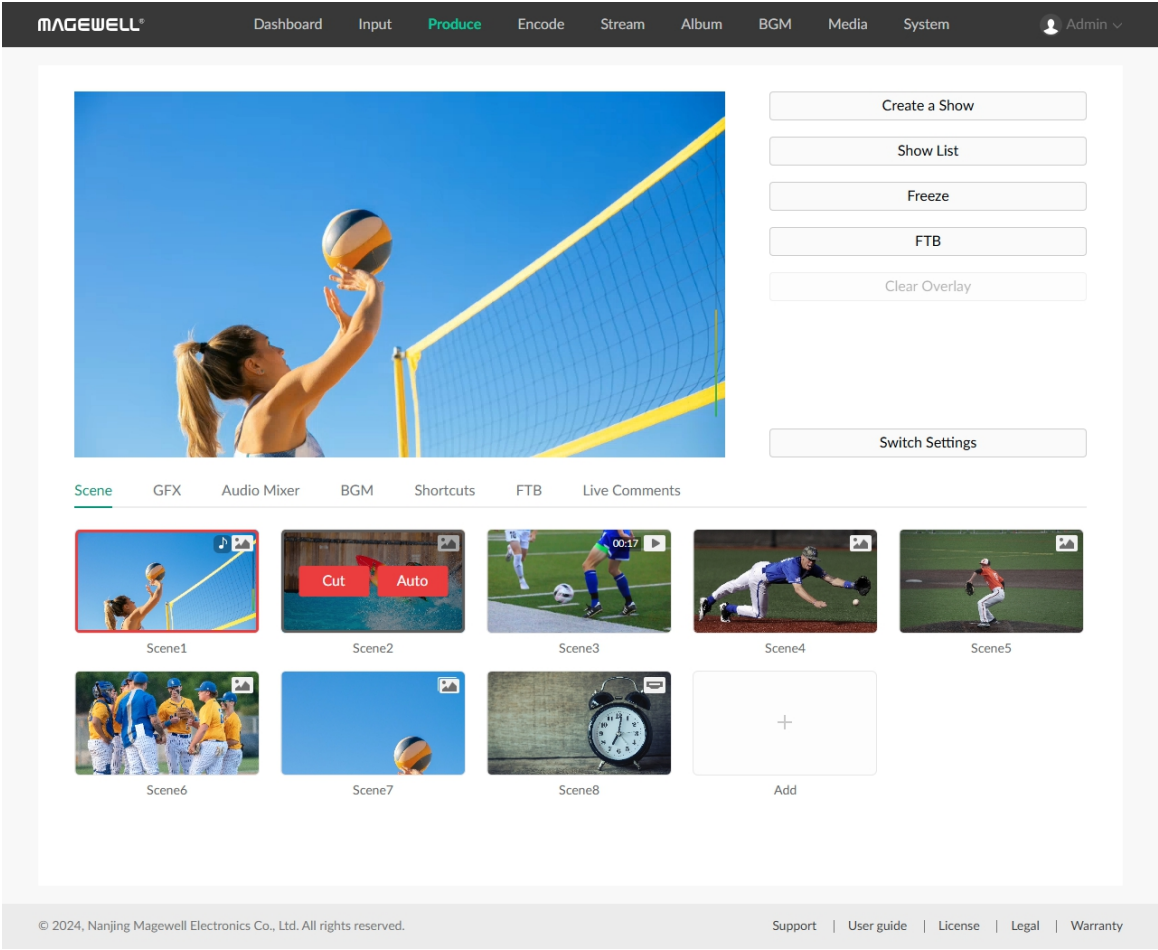 MAGEWELL®
Dashboard Input Produce Encode Stream Album BGM Media System Admin
Create a Show
Show List
Freeze
FTB
Clear Overlay
Switch Settings
Scene GFX Audio Mixer BGM Shortcuts FTB Live Comments
00:17
Cut Auto
Scene1 Scene2 Scene3 Scene4 Scene5
Scene6 Scene7 Scene8 Add
© 2024, Nanjing Magewell Electronics Co., Ltd. All rights reserved. Support | User guide | License | Legal | Warranty